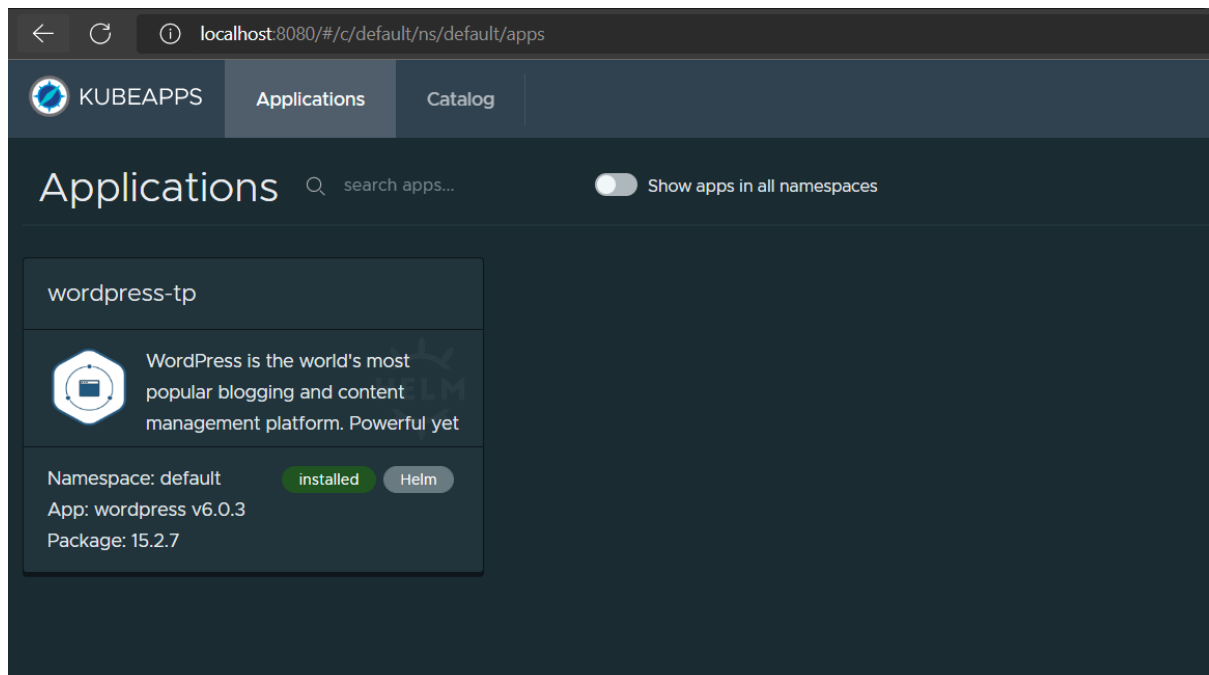 localhost:8080/#/c/default/ns/default/apps
KUBEAPPS Applications Catalog
Applications search apps... Show apps in all namespaces
wordpress-tp
WordPress is the world's most
popular blogging and content
management platform. Powerful yet
HELM
Namespace: default installed Helm
App: wordpress v6.0.3
Package: 15.2.7